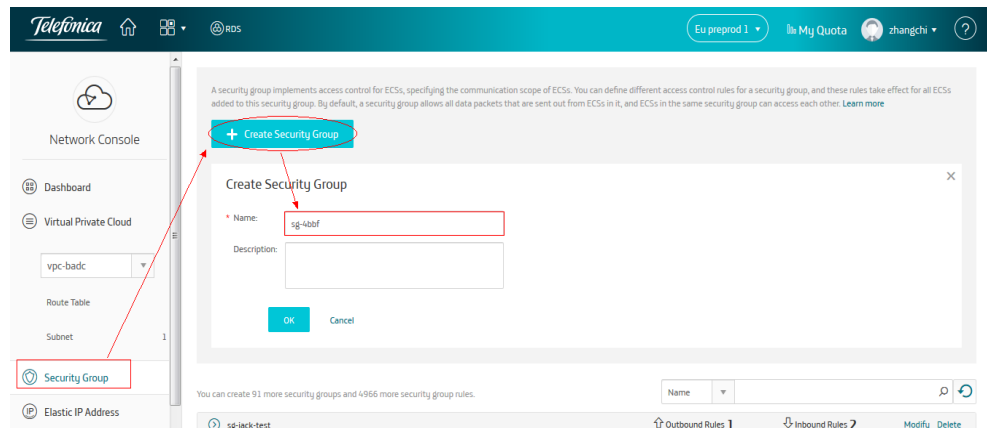 Telefónica
RDS
Eu preprod 1
My Quota
zhangchi
?
Network Console
Dashboard
Virtual Private Cloud
vpc-badc
Route Table
Subnet 1
Security Group
IP Elastic IP Address
A security group implements access control for ECSs, specifying the communication scope of ECSs. You can define different access control rules for a security group, and these rules take effect for all ECSs
added to this security group. By default, a security group allows all data packets that are sent out from ECSs in it, and ECSs in the same security group can access each other. Learn more
+ Create Security Group
Create Security Group
* Name: sg-4bbf
Description:
OK Cancel
You can create 91 more security groups and 4966 more security group rules.
Name
sg-jack-test Outbound Rules 1 Inbound Rules 2 Modify Delete